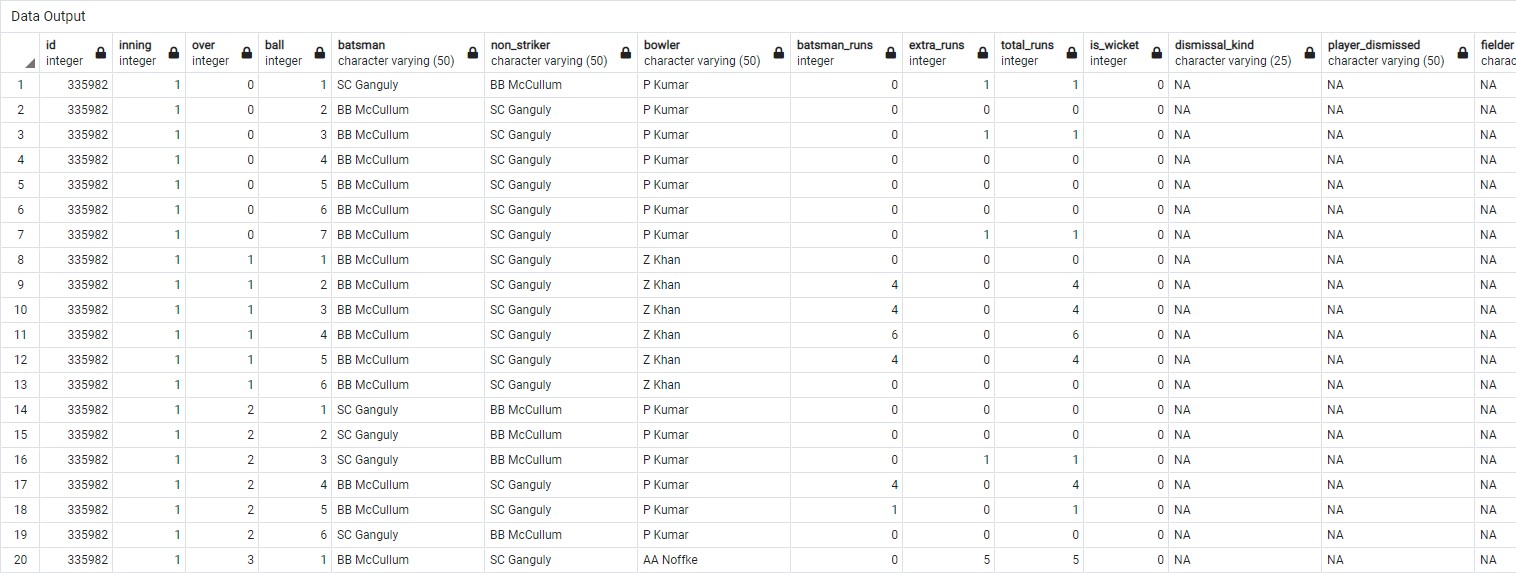 Data Output
id inning over ball batsman non_striker bowler batsman_runs extra_runs total_runs is_wicket dismissal_kind player_dismissed fielder
integer integer integer integer character varying (50) character varying (50) character varying (50) integer integer integer integer character varying (25) character varying (50) charac
1 335982 1 0 1 SC Ganguly BB McCullum P Kumar 0 1 1 0 NA NA NA
2 335982 1 0 2 BB McCullum SC Ganguly P Kumar 0 0 0 0 NA NA NA
3 335982 1 0 3 BB McCullum SC Ganguly P Kumar 0 1 1 0 NA NA NA
4 335982 1 0 4 BB McCullum SC Ganguly P Kumar 0 0 0 0 NA NA NA
5 335982 1 0 5 BB McCullum SC Ganguly P Kumar 0 0 0 0 NA NA NA
6 335982 1 0 6 BB McCullum SC Ganguly P Kumar 0 0 0 0 NA NA NA
7 335982 1 0 7 BB McCullum SC Ganguly P Kumar 0 1 1 0 NA NA NA
8 335982 1 1 1 BB McCullum SC Ganguly Z Khan 0 0 0 0 NA NA NA
9 335982 1 1 2 BB McCullum SC Ganguly Z Khan 4 0 4 0 NA NA NA
10 335982 1 1 3 BB McCullum SC Ganguly Z Khan 4 0 4 0 NA NA NA
11 335982 1 1 4 BB McCullum SC Ganguly Z Khan 6 0 6 0 NA NA NA
12 335982 1 1 5 BB McCullum SC Ganguly Z Khan 4 0 4 0 NA NA NA
13 335982 1 1 6 BB McCullum SC Ganguly Z Khan 0 0 0 0 NA NA NA
14 335982 1 2 1 SC Ganguly BB McCullum P Kumar 0 0 0 0 NA NA NA
15 335982 1 2 2 SC Ganguly BB McCullum P Kumar 0 0 0 0 NA NA NA
16 335982 1 2 3 SC Ganguly BB McCullum P Kumar 0 1 1 0 NA NA NA
17 335982 1 2 4 BB McCullum SC Ganguly P Kumar 4 0 4 0 NA NA NA
18 335982 1 2 5 BB McCullum SC Ganguly P Kumar 1 0 1 0 NA NA NA
19 335982 1 2 6 SC Ganguly BB McCullum P Kumar 0 0 0 0 NA NA NA
20 335982 1 3 1 BB McCullum SC Ganguly AA Noffke 0 5 5 0 NA NA NA